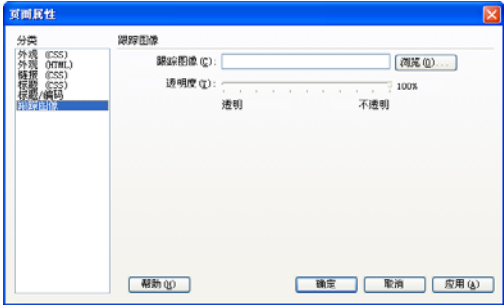 页面属性
分类
外观 (CSS)
外观 (HTML)
链接 (CSS)
标题 (CSS)
标题/编码
跟踪图像
跟踪图像
跟踪图像(C):
浏览(O)...
透明度(T):
100%
透明 不透明
帮助(H)
确定 取消 应用(A)